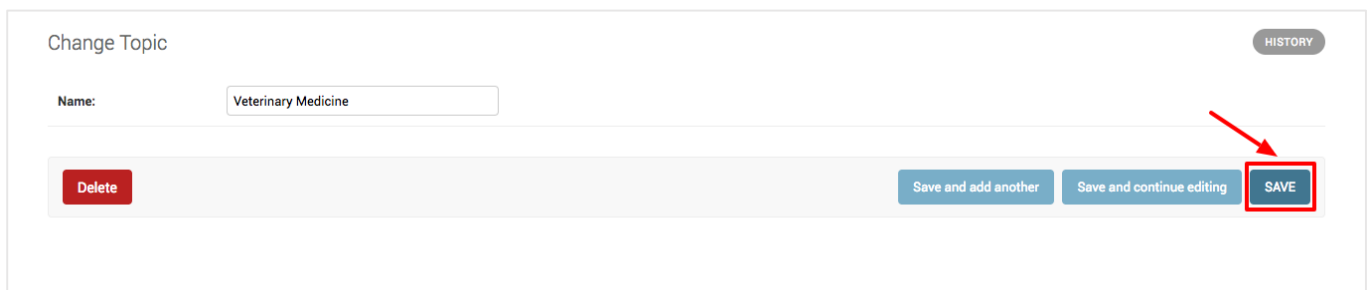 Change Topic
HISTORY
Name:
Veterinary Medicine
Delete
Save and add another
Save and continue editing
SAVE